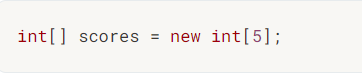 int[] scores = new int[5];